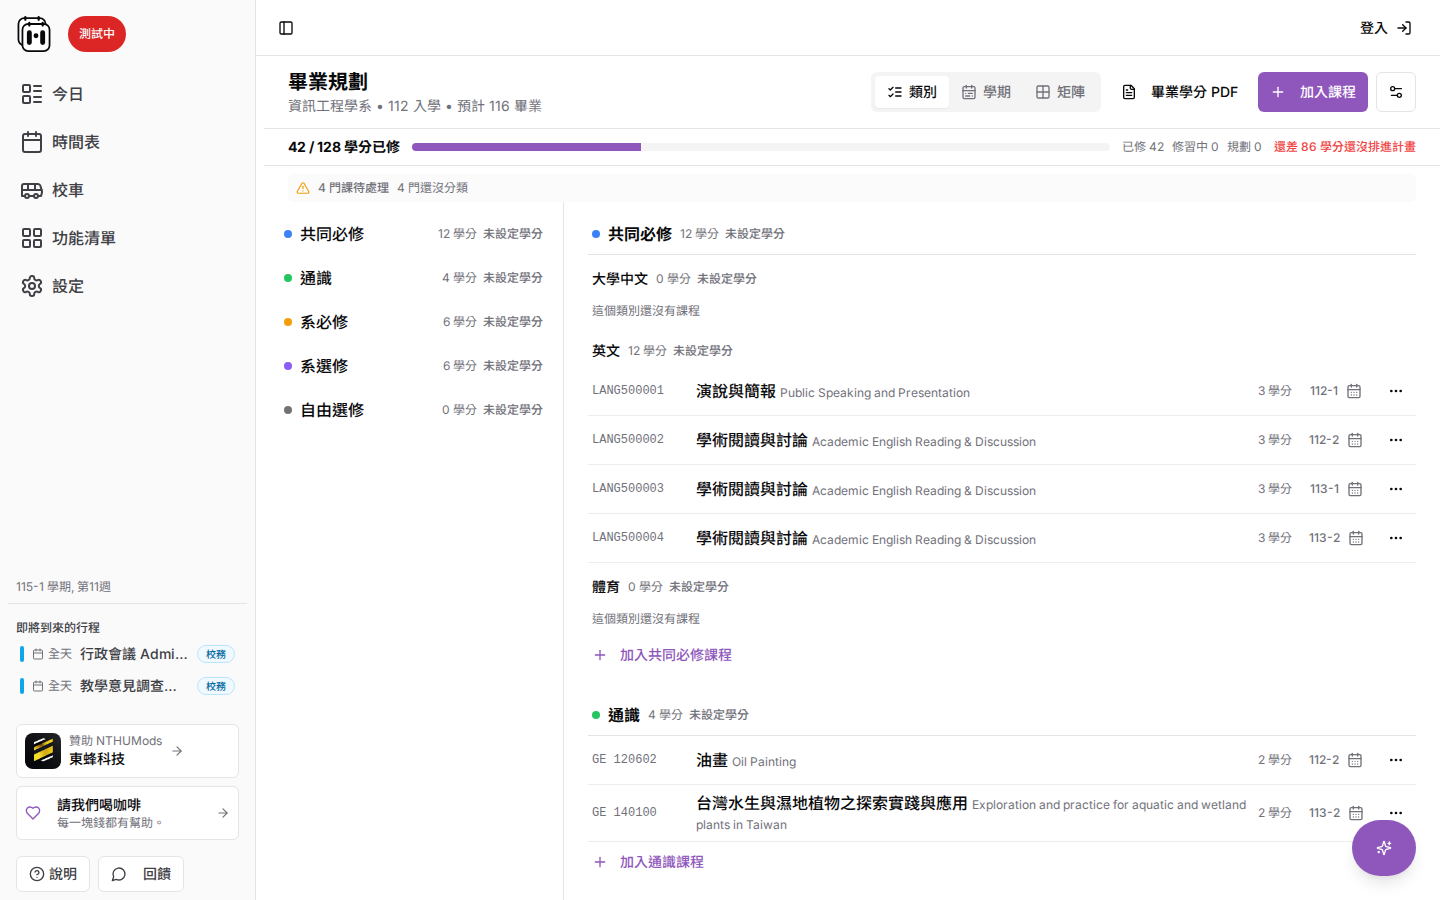 測試中
今日
時間表
校車
功能清單
設定
115-1 學期, 第11週
即將到來的行程
全天 行政會議 Admi... 校務
全天 教學意見調查... 校務
贊助 NTHUMods
東蜂科技
請我們喝咖啡
每一塊錢都有幫助。
說明 回饋
登入
畢業規劃
資訊工程學系 • 112 入學 • 預計 116 畢業
類別 學期 矩陣 畢業學分 PDF 加入課程
42 / 128 學分已修 已修 42 修習中 0 規劃 0 還差 86 學分還沒排進計畫
4 門課待處理 4 門還沒分類
共同必修 12 學分 未設定學分
通識 4 學分 未設定學分
系必修 6 學分 未設定學分
系選修 6 學分 未設定學分
自由選修 0 學分 未設定學分
共同必修 12 學分 未設定學分
大學中文 0 學分 未設定學分
這個類別還沒有課程
英文 12 學分 未設定學分
LANG500001 演說與簡報 Public Speaking and Presentation 3 學分 112-1
LANG500002 學術閱讀與討論 Academic English Reading & Discussion 3 學分 112-2
LANG500003 學術閱讀與討論 Academic English Reading & Discussion 3 學分 113-1
LANG500004 學術閱讀與討論 Academic English Reading & Discussion 3 學分 113-2
體育 0 學分 未設定學分
這個類別還沒有課程
加入共同必修課程
通識 4 學分 未設定學分
GE 120602 油畫 Oil Painting 2 學分 112-2
GE 140100 台灣水生與濕地植物之探索實踐與應用 Exploration and practice for aquatic and wetland 2 學分 113-2
plants in Taiwan
加入通識課程